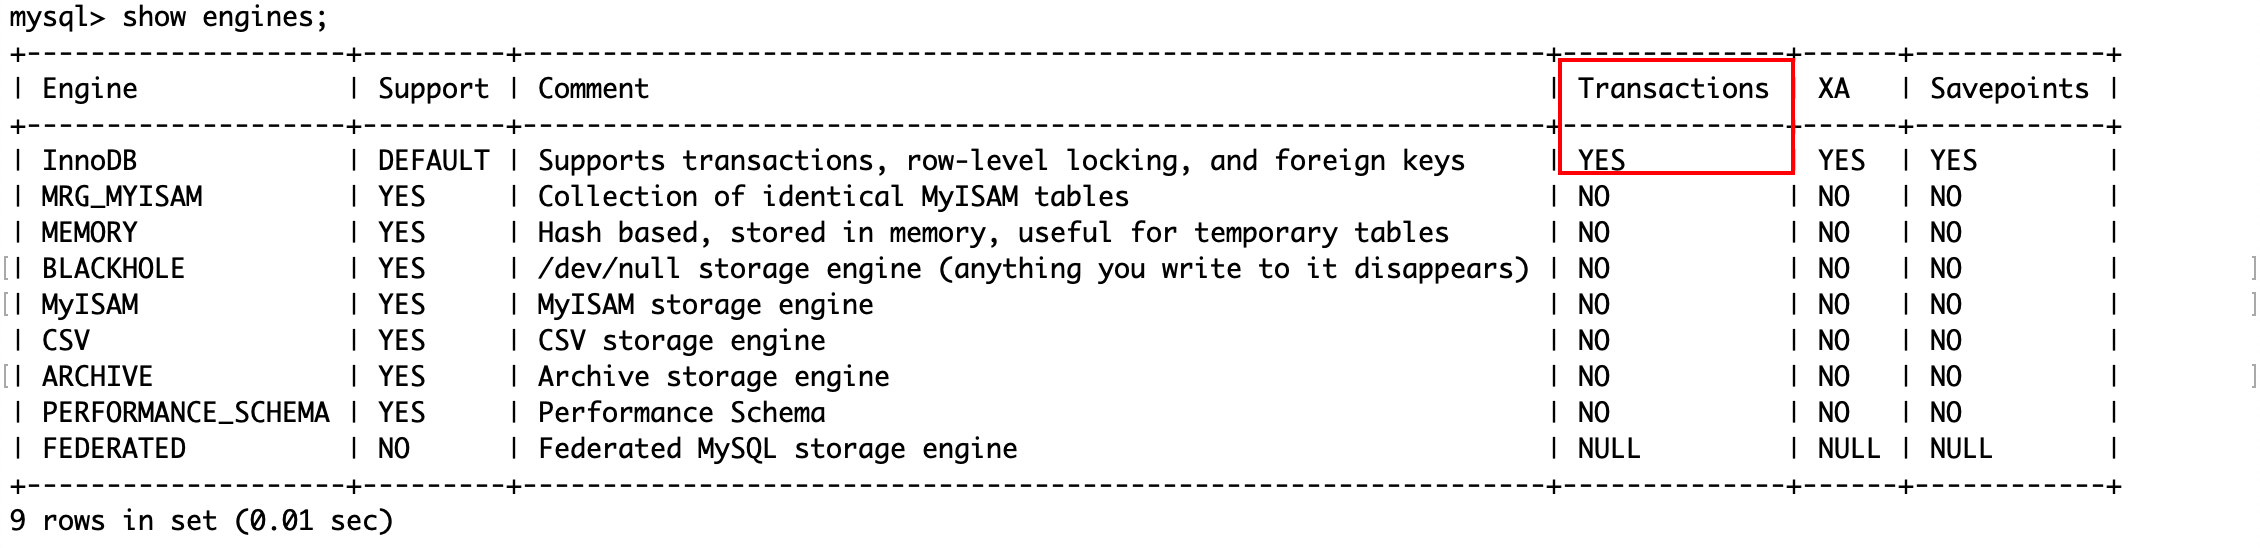 mysql> show engines;
+--------------------+---------+----------------------------------------------------------------+--------------+------+------------+
| Engine             | Support | Comment                                                        | Transactions | XA   | Savepoints |
+--------------------+---------+----------------------------------------------------------------+--------------+------+------------+
| InnoDB             | DEFAULT | Supports transactions, row-level locking, and foreign keys     | YES          | YES  | YES        |
| MRG_MYISAM         | YES     | Collection of identical MyISAM tables                          | NO           | NO   | NO         |
| MEMORY             | YES     | Hash based, stored in memory, useful for temporary tables      | NO           | NO   | NO         |
[| BLACKHOLE          | YES     | /dev/null storage engine (anything you write to it disappears) | NO           | NO   | NO         |        ]
[| MyISAM             | YES     | MyISAM storage engine                                          | NO           | NO   | NO         |        ]
| CSV                | YES     | CSV storage engine                                             | NO           | NO   | NO         |
[| ARCHIVE            | YES     | Archive storage engine                                         | NO           | NO   | NO         |        ]
| PERFORMANCE_SCHEMA | YES     | Performance Schema                                             | NO           | NO   | NO         |
| FEDERATED          | NO      | Federated MySQL storage engine                                 | NULL         | NULL | NULL       |
+--------------------+---------+----------------------------------------------------------------+--------------+------+------------+
9 rows in set (0.01 sec)